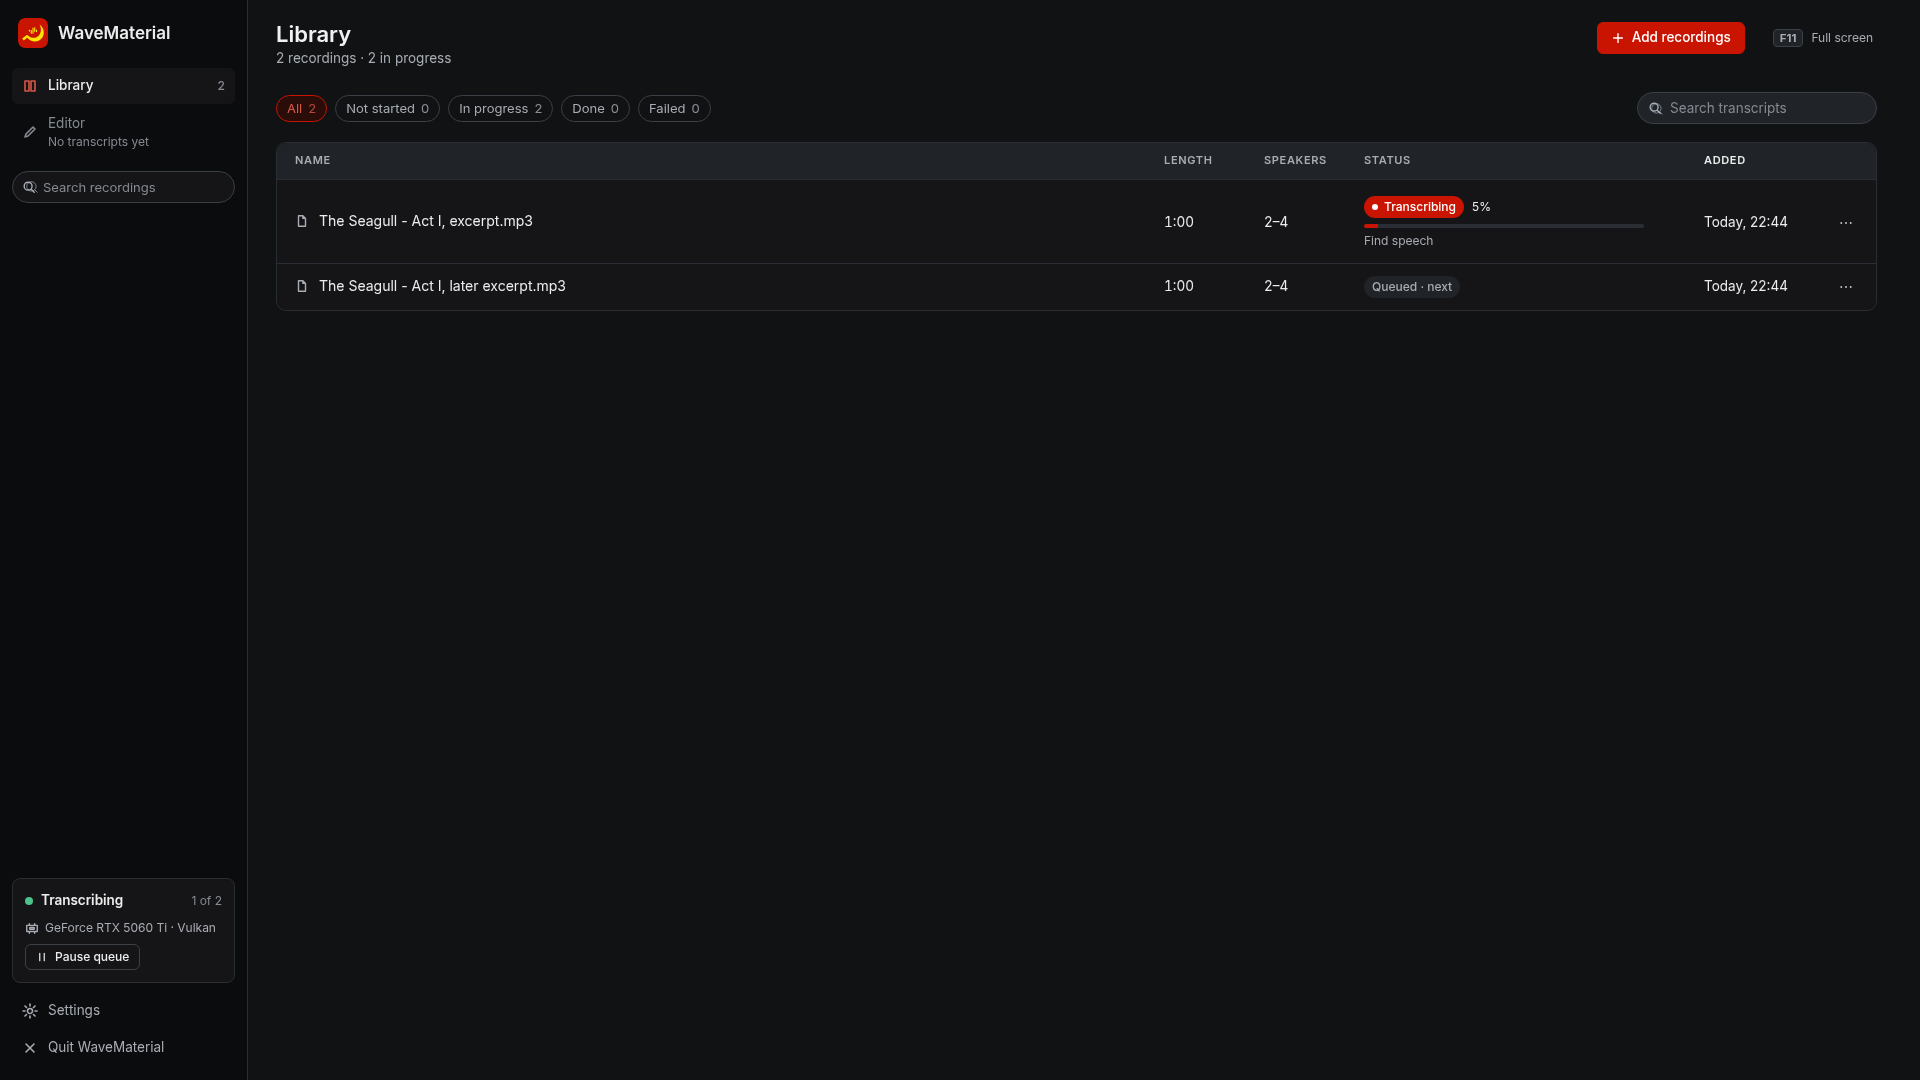 WaveMaterial
Library 2
Editor
No transcripts yet
Search recordings
Transcribing 1 of 2
GeForce RTX 5060 Ti · Vulkan
Pause queue
Settings
Quit WaveMaterial
Library
2 recordings · 2 in progress
Add recordings
F11 Full screen
All 2 Not started 0 In progress 2 Done 0 Failed 0
Search transcripts
NAME LENGTH SPEAKERS STATUS ADDED
The Seagull - Act I, excerpt.mp3 1:00 2–4 Transcribing 5% Today, 22:44
Find speech
The Seagull - Act I, later excerpt.mp3 1:00 2–4 Queued · next Today, 22:44